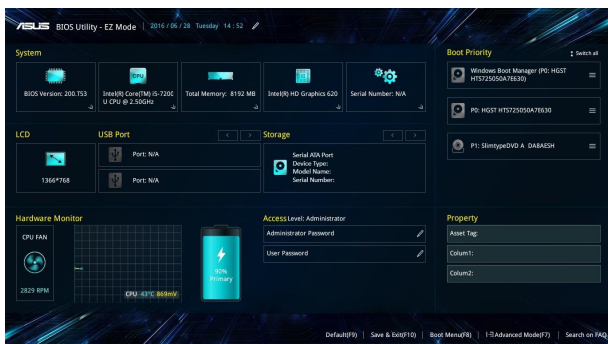 ASUS BIOS Utility - EZ Mode 2016 / 06 / 28 Tuesday 14 : 52
System
BIOS Version: 200.T53
CPU
Intel(R) Core(TM) i5-7200
U CPU @ 2.50GHz
Total Memory: 8192 MB
Intel(R) HD Graphics 620
Serial Number: N/A
Boot Priority
Switch all
Windows Boot Manager (P0: HGST
HTS725050A7E630)
P0: HGST HTS725050A7E630
P1: SlimtypeDVD A DA8AESH
LCD
1366*768
USB Port
< >
Port: N/A
Port: N/A
Storage
< >
Serial ATA Port
Device Type:
Model Name:
Serial Number:
Hardware Monitor
CPU FAN
2829 RPM
CPU 43°C 869mV
90%
Primary
Access Level: Administrator
Administrator Password
User Password
Property
Asset Tag:
Colum1:
Colum2:
Default(F9) Save & Exit(F10) Boot Menu(F8) Advanced Mode(F7) Search on FAQ